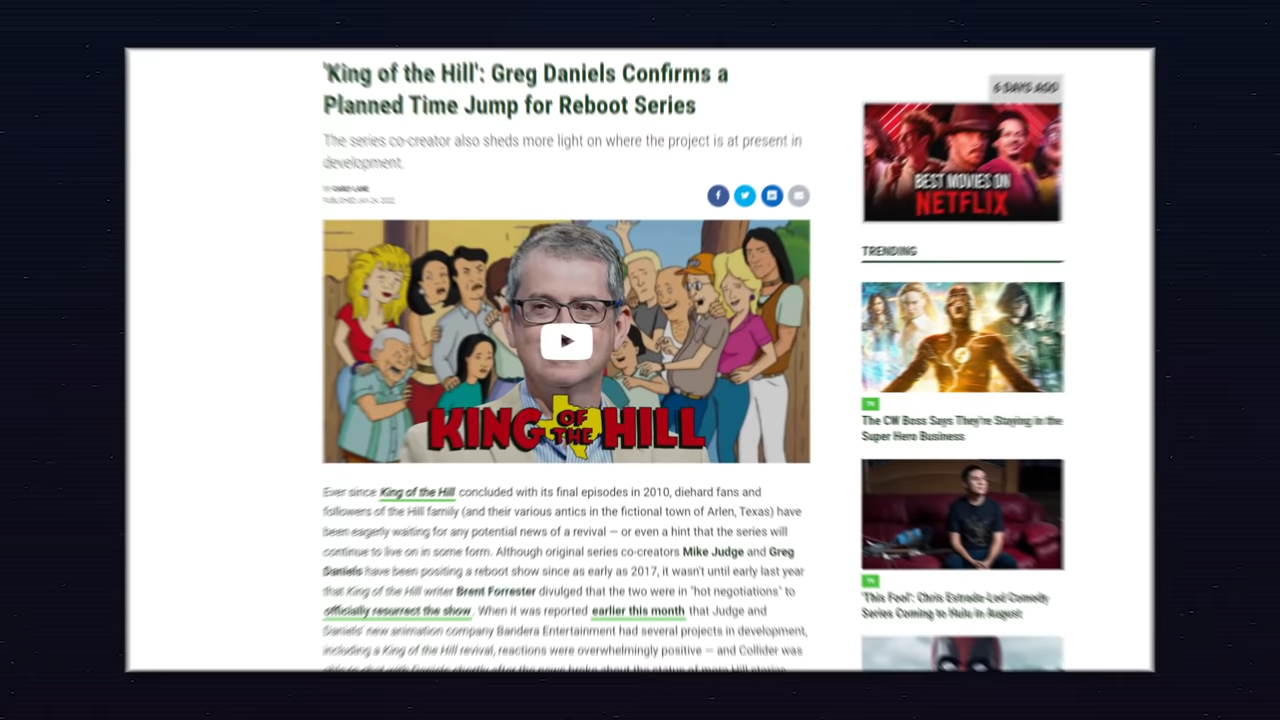 'King of the Hill': Greg Daniels Confirms a
Planned Time Jump for Reboot Series
The series co-creator also sheds more light on where the project is at present in
development.
6 DAYS AGO
BEST MOVIES ON
NETFLIX
TRENDING
KING OF THE HILL
Ever since King of the Hill concluded with its final episodes in 2010, diehard fans and
followers of the Hill family (and their various antics in the fictional town of Arlen, Texas) have
been eagerly waiting for any potential news of a revival — or even a hint that the series will
continue to live on in some form. Although original series co-creators Mike Judge and Greg
Daniels have been positing a reboot show since as early as 2017, it wasn't until early last year
that King of the Hill writer Brent Forrester divulged that the two were in "hot negotiations" to
officially resurrect the show. When it was reported earlier this month that Judge and
Daniels' new animation company Bandera Entertainment had several projects in development,
including a King of the Hill revival, reactions were overwhelmingly positive — and Collider was
TV
The CW Boss Says They're Staying in the
Super Hero Business
TV
'This Fool': Chris Estrada-Led Comedy
Series Coming to Hulu in August